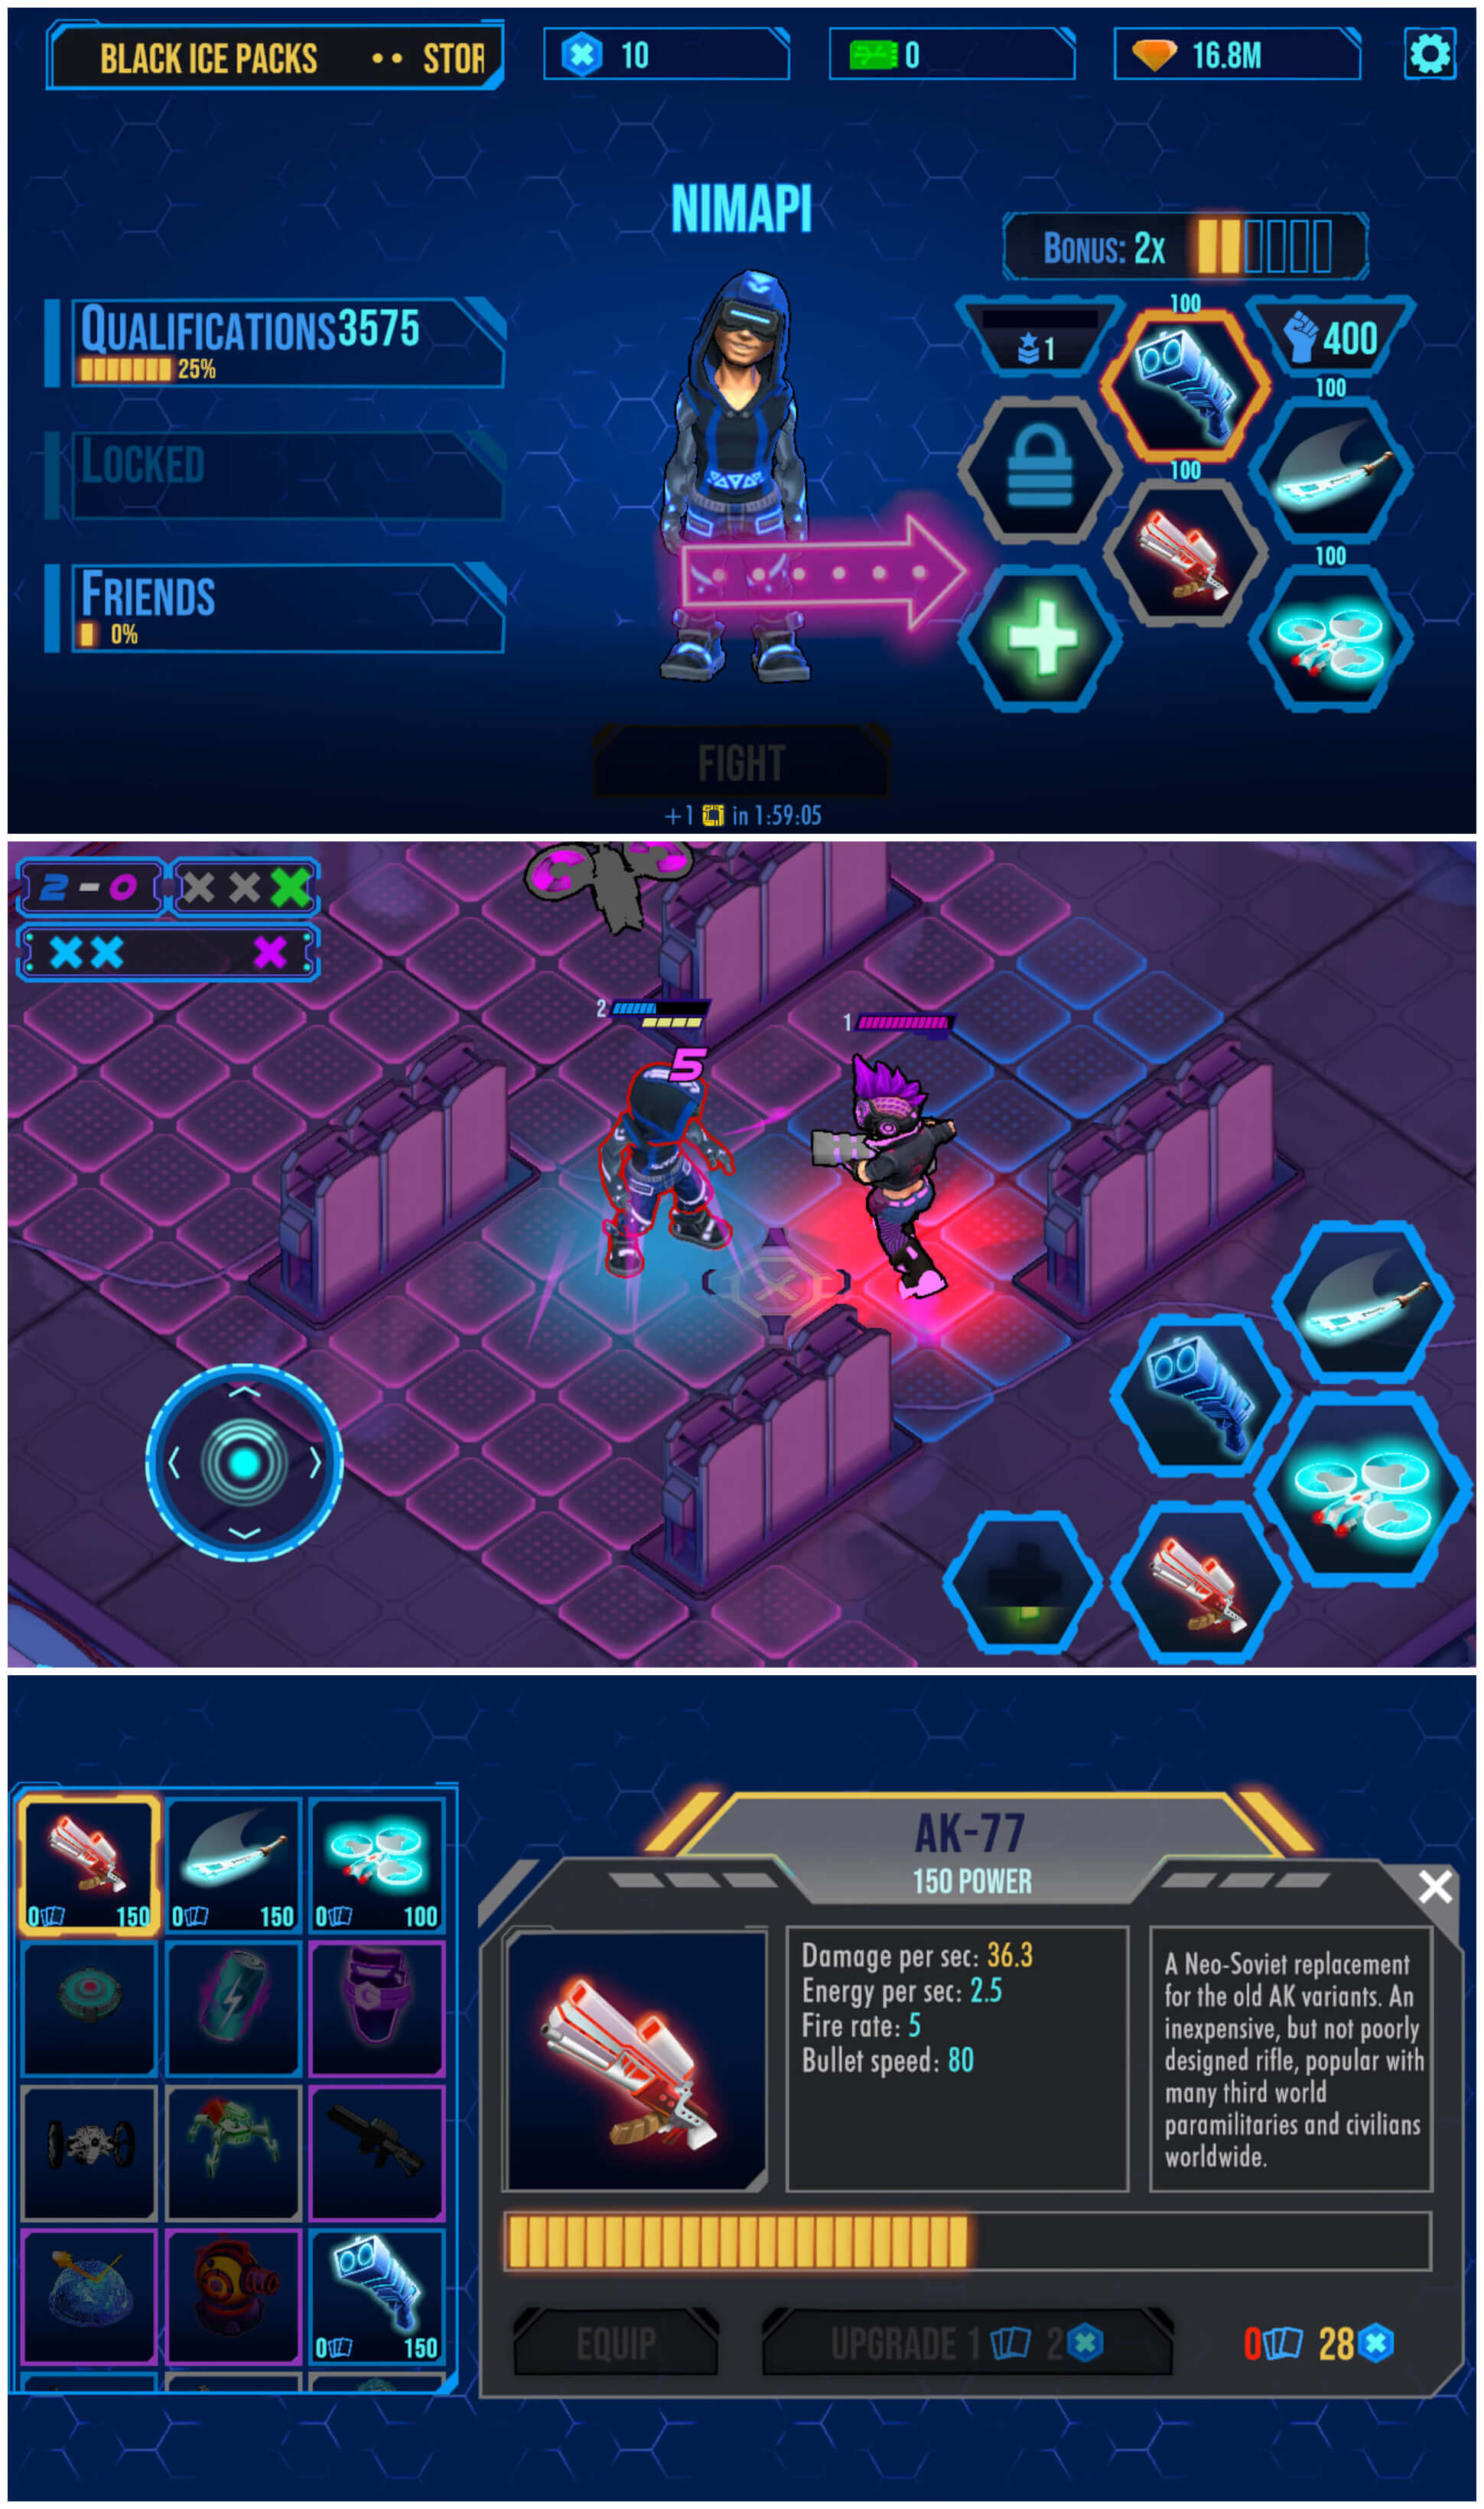 BLACK ICE PACKS •• STOR
10
0
16.8M
NIMAPI
BONUS: 2X
QUALIFICATIONS 3575
25%
LOCKED
FRIENDS
0%
1
100
400
100
100
100
FIGHT
+1 in 1:59:05
2 - 0
2
5
1
0 150
0 150
0 100
0 150
AK-77
150 POWER
Damage per sec: 36.3
Energy per sec: 2.5
Fire rate: 5
Bullet speed: 80
A Neo-Soviet replacement
for the old AK variants. An
inexpensive, but not poorly
designed rifle, popular with
many third world
paramilitaries and civilians
worldwide.
EQUIP
UPGRADE 1 2
0 28